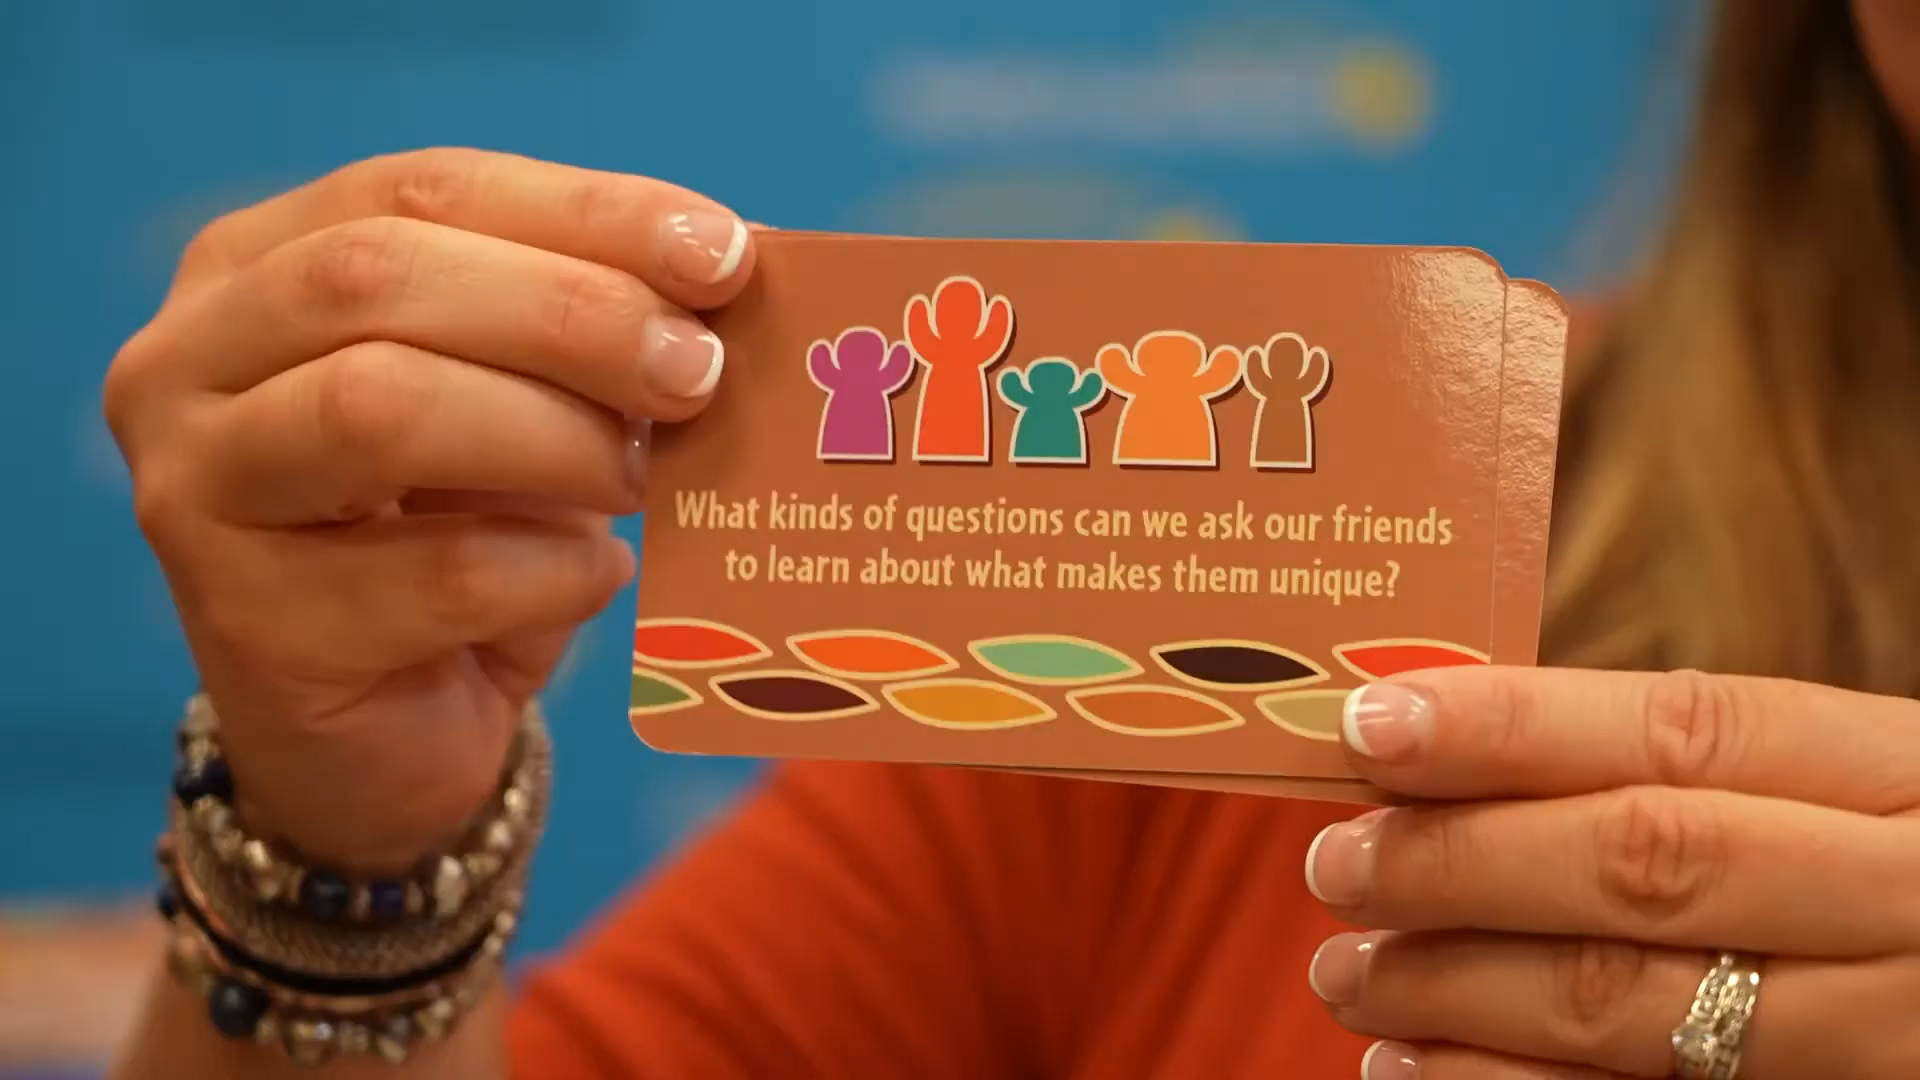 What kinds of questions can we ask our friends
to learn about what makes them unique?